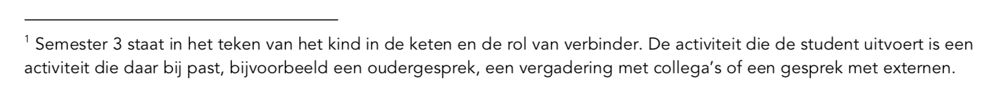 ¹ Semester 3 staat in het teken van het kind in de keten en de rol van verbinder. De activiteit die de student uitvoert is een
activiteit die daar bij past, bijvoorbeeld een oudergesprek, een vergadering met collega’s of een gesprek met externen.